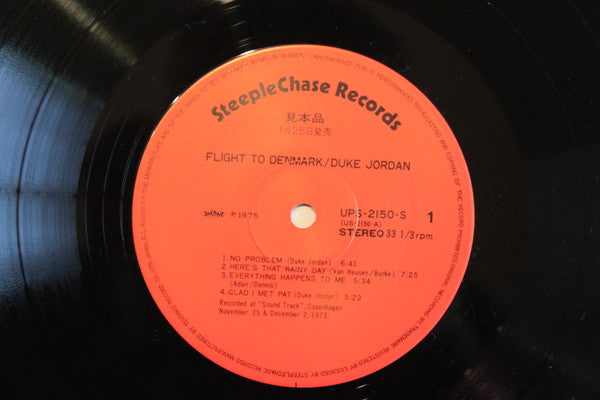 SteepleChase Records
見本品
1月25日発売
FLIGHT TO DENMARK/DUKE JORDAN
℗ 1975
UPS-2150-S 1
(US-2150-A)
STEREO 33 1/3 rpm
1. NO PROBLEM (Duke Jordan) 6:41
2. HERE'S THAT RAINY DAY (Van Heusen/Burke) 7:25
3. EVERYTHING HAPPENS TO ME 5:34
(Adair/Dennis)
4. GLAD I MET PAT (Duke Jordan) 5:22
Recorded at "Sound Track", Copenhagen
November 25 & December 2, 1973.